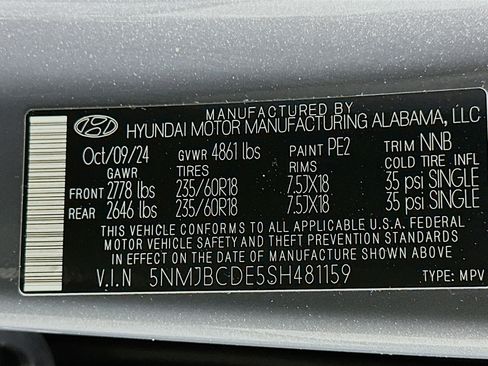 MANUFACTURED BY
HYUNDAI MOTOR MANUFACTURING ALABAMA, LLC
Oct/09/24 GVWR 4861 lbs PAINT PE2 TRIM NNB
GAWR TIRES RIMS COLD TIRE INFL
FRONT 2778 lbs 235/60R18 7.5JX18 35 psi SINGLE
REAR 2646 lbs 235/60R18 7.5JX18 35 psi SINGLE
THIS VEHICLE CONFORMS TO ALL APPLICABLE U.S.A. FEDERAL
MOTOR VEHICLE SAFETY AND THEFT PREVENTION STANDARDS
IN EFFECT ON THE DATE OF MANUFACTURE SHOWN ABOVE
V.I.N 5NMJBCDE5SH481159 TYPE: MPV